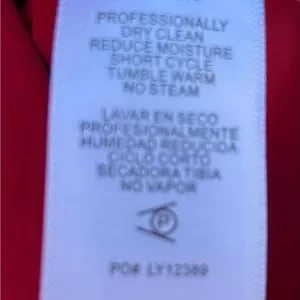 PROFESSIONALLY
DRY CLEAN
REDUCE MOISTURE
SHORT CYCLE
TUMBLE WARM
NO STEAM
LAVAR EN SECO
PROFESIONALMENTE
HUMEDAD REDUCIDA
CICLO CORTO
SECADORA TIBIA
NO VAPOR
P
PO# LY12389